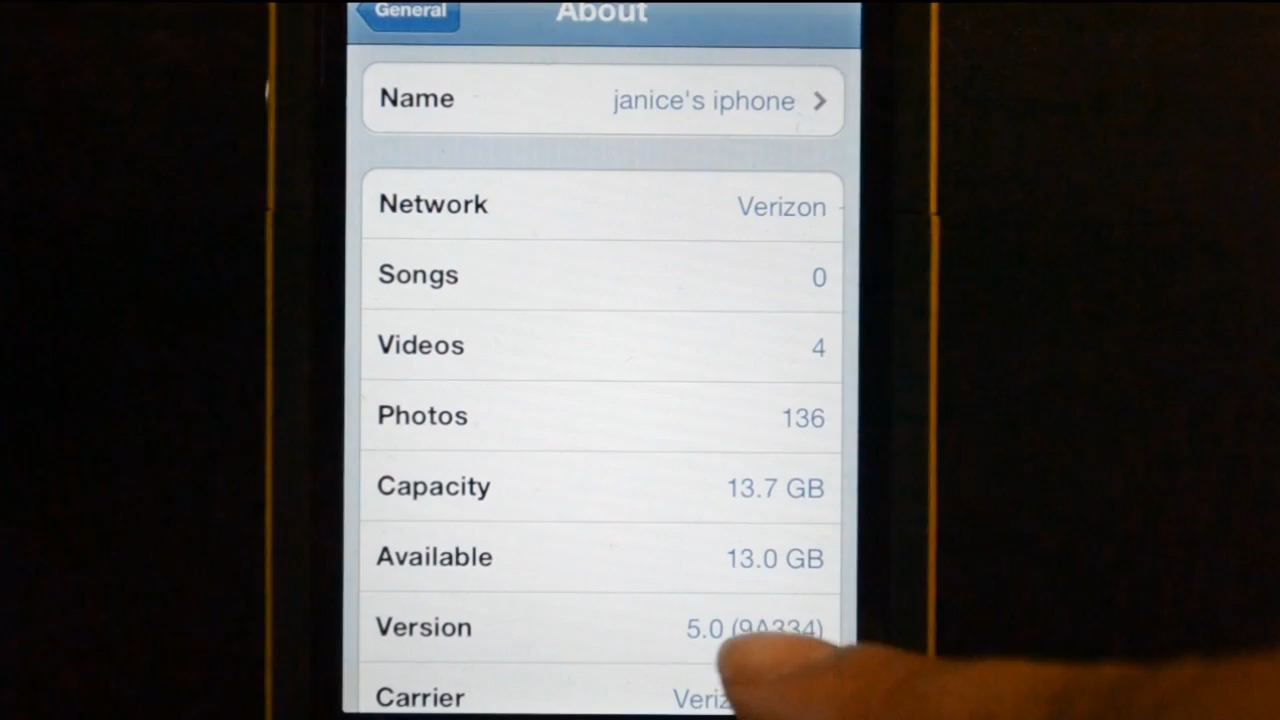 General
About
Name janice's iphone
Network Verizon
Songs 0
Videos 4
Photos 136
Capacity 13.7 GB
Available 13.0 GB
Version 5.0 (9A334)
Carrier